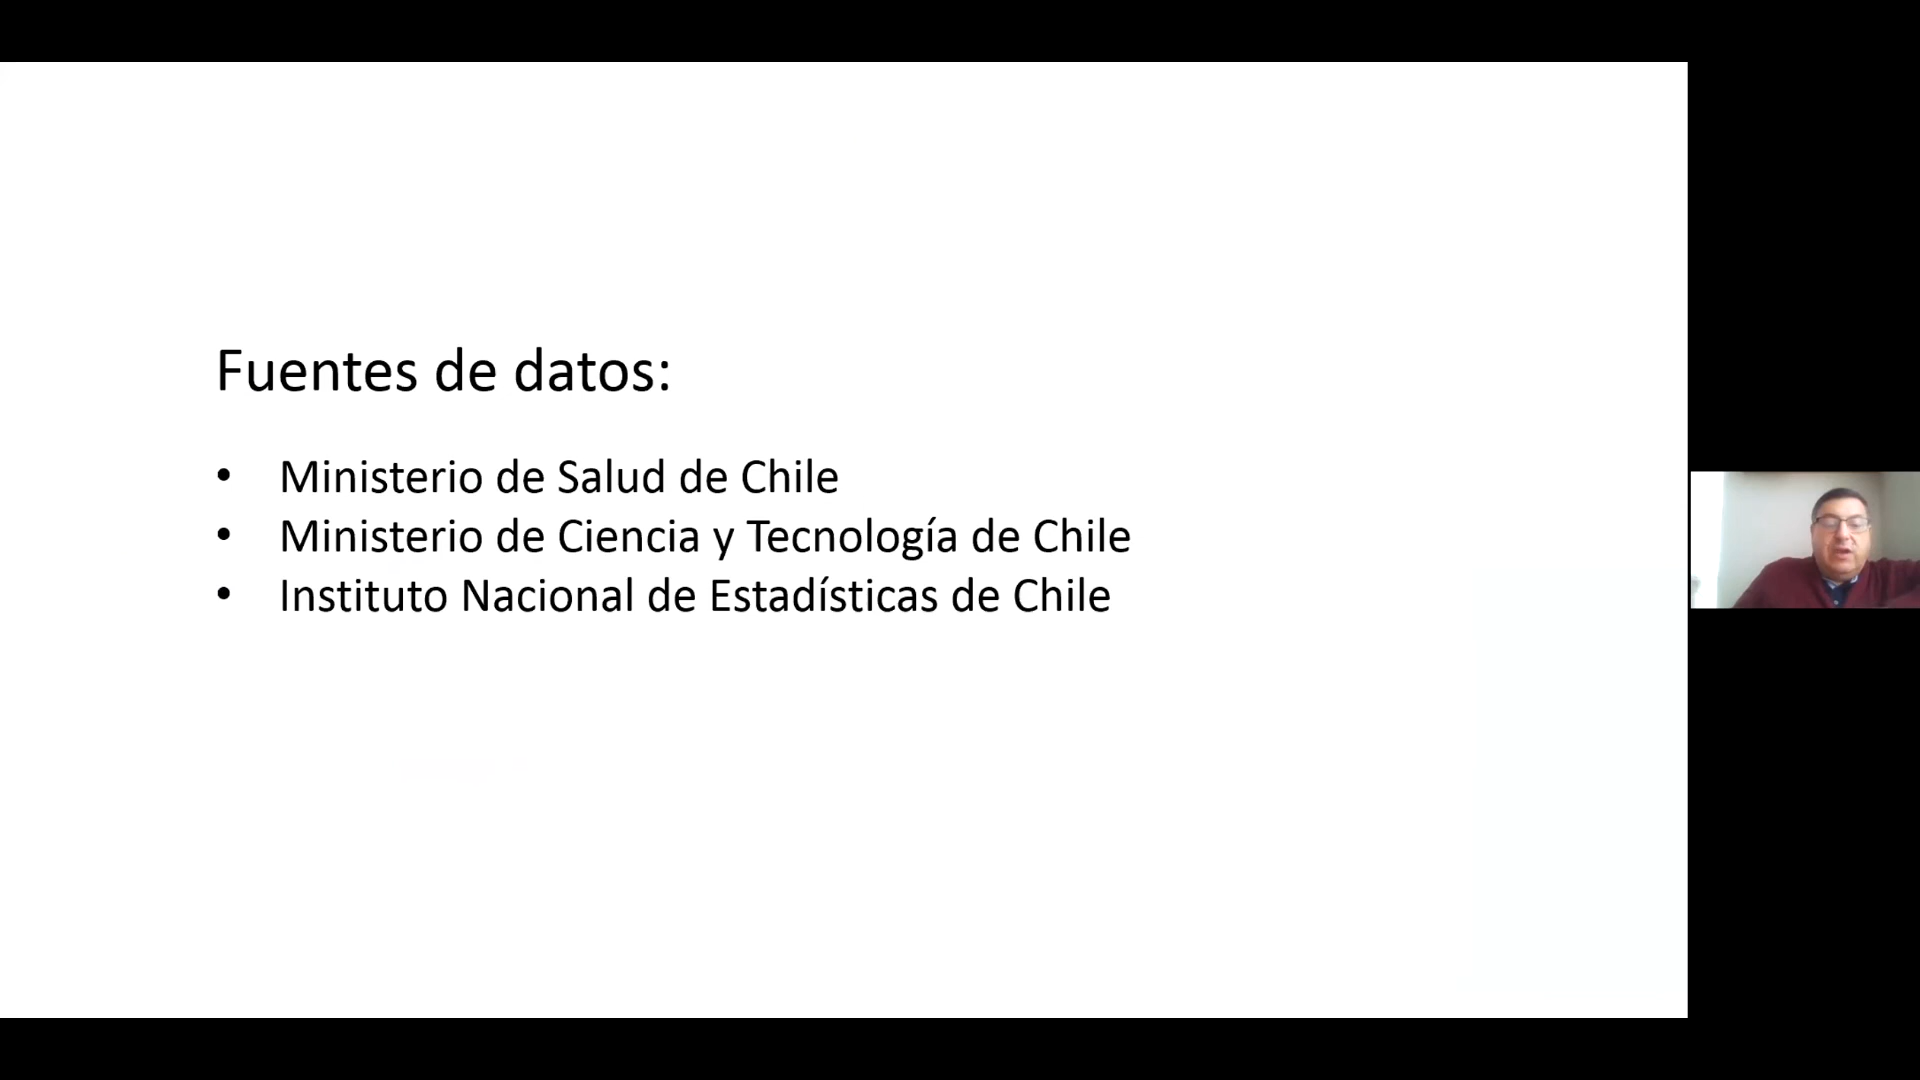 Fuentes de datos:
• Ministerio de Salud de Chile
• Ministerio de Ciencia y Tecnología de Chile
• Instituto Nacional de Estadísticas de Chile